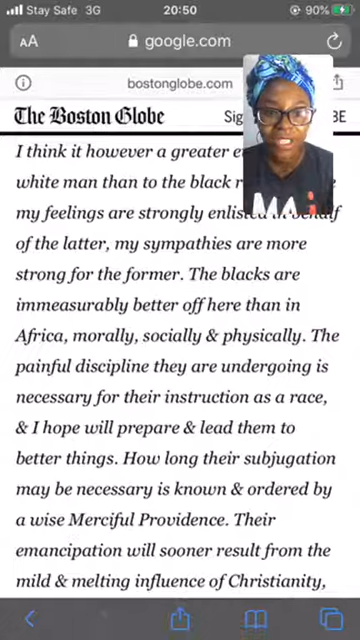 Stay Safe 3G 20:50 90%
AA google.com
bostonglobe.com
The Boston Globe
I think it however a greater
white man than to the black
my feelings are strongly
of the latter, my sympathies are more
strong for the former. The blacks are
immeasurably better off here than in
Africa, morally, socially & physically. The
painful discipline they are undergoing is
necessary for their instruction as a race,
& I hope will prepare & lead them to
better things. How long their subjugation
may be necessary is known & ordered by
a wise Merciful Providence. Their
emancipation will sooner result from the
mild & melting influence of Christianity,